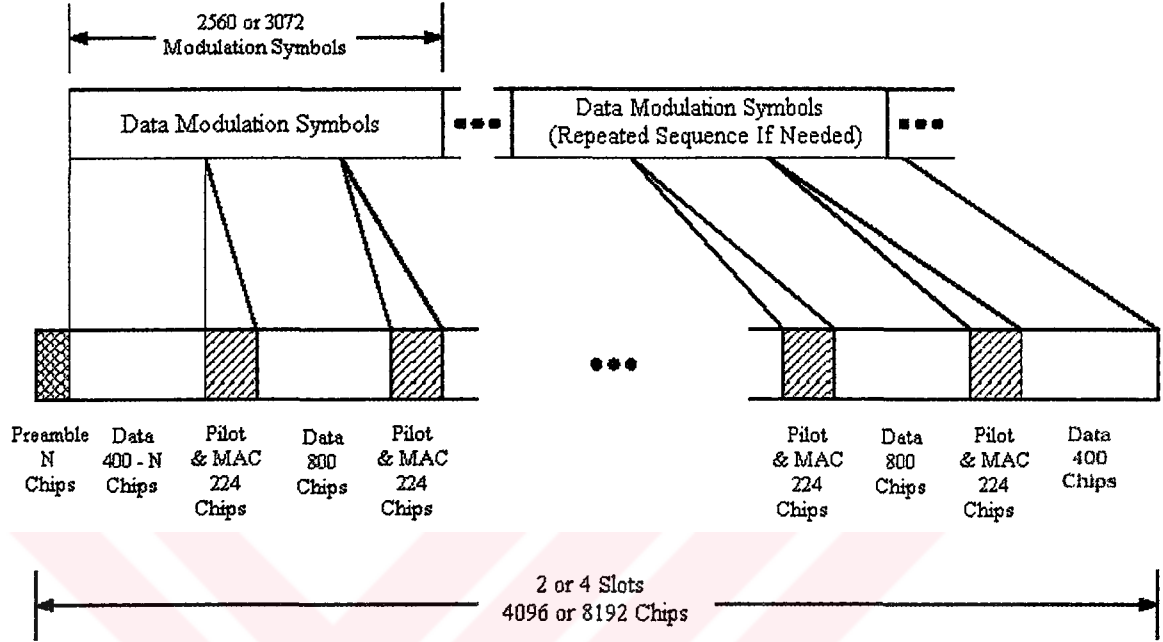 2560 or 3072
Modulation Symbols
Data Modulation Symbols
Data Modulation Symbols
(Repeated Sequence If Needed)
Preamble
N
Chips
Data
400 - N
Chips
Pilot
& MAC
224
Chips
Data
800
Chips
Pilot
& MAC
224
Chips
Pilot
& MAC
224
Chips
Data
800
Chips
Pilot
& MAC
224
Chips
Data
400
Chips
2 or 4 Slots
4096 or 8192 Chips